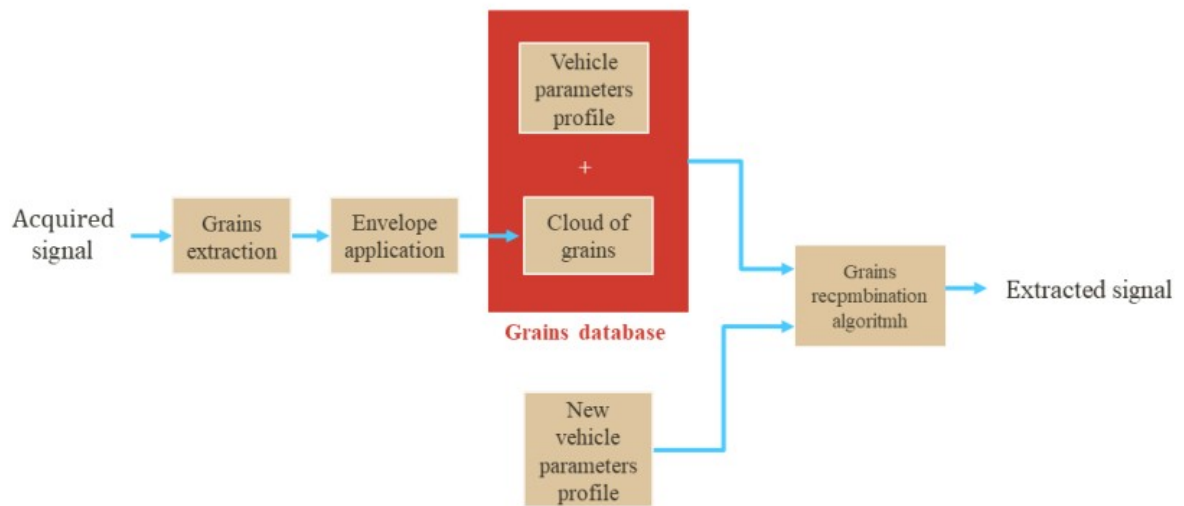 Vehicle
parameters
profile
+
Acquired
signal
Grains
extraction
Envelope
application
Cloud of
grains
Grains database
Grains
recpmbination
algoritmh
Extracted signal
New
vehicle
parameters
profile